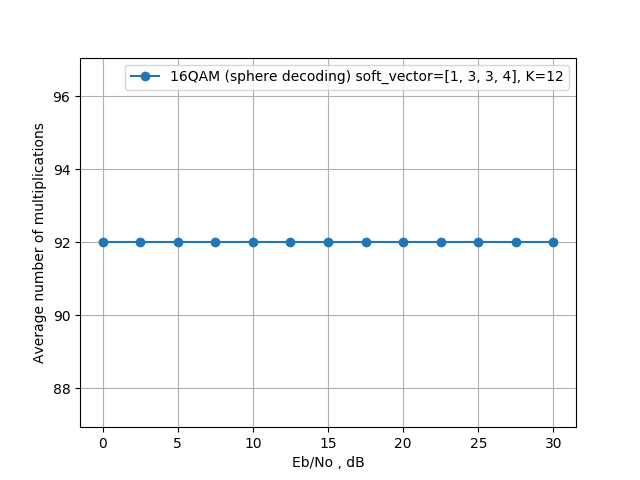 16QAM (sphere decoding) soft_vector=[1, 3, 3, 4], K=12
96
94
92
90
88
Average number of multiplications
0 5 10 15 20 25 30
Eb/No , dB